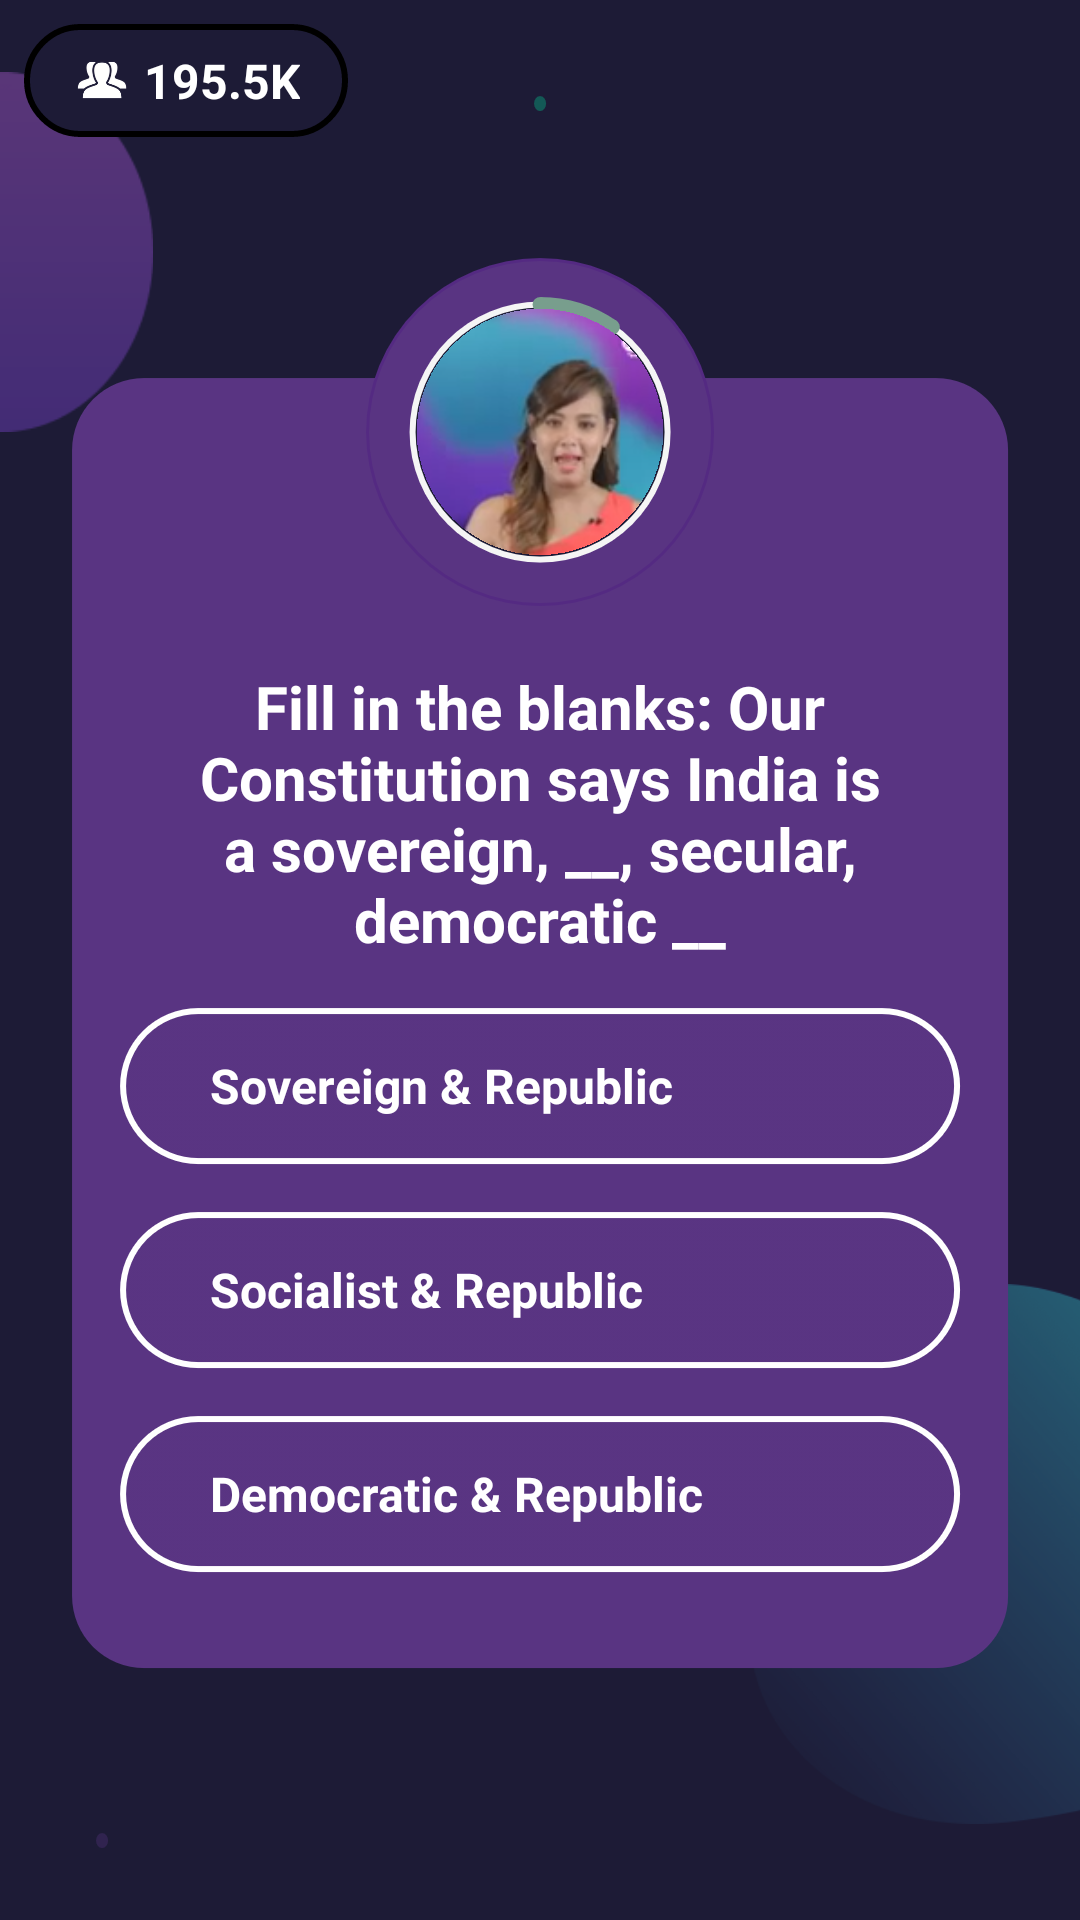 195.5K
Fill in the blanks: Our
Constitution says India is
a sovereign, __, secular,
democratic __
Sovereign & Republic
Socialist & Republic
Democratic & Republic